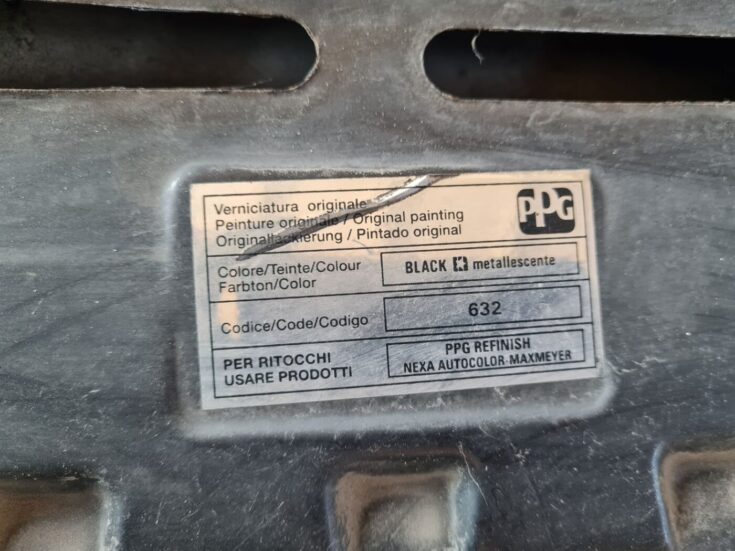 Verniciatura originale
Peinture originale / Original painting
Originallackierung / Pintado original
PPG
Colore/Teinte/Colour
Farbton/Color
BLACK metallescente
Codice/Code/Codigo
632
PER RITOCCHI
USARE PRODOTTI
PPG REFINISH
NEXA AUTOCOLOR-MAXMEYER